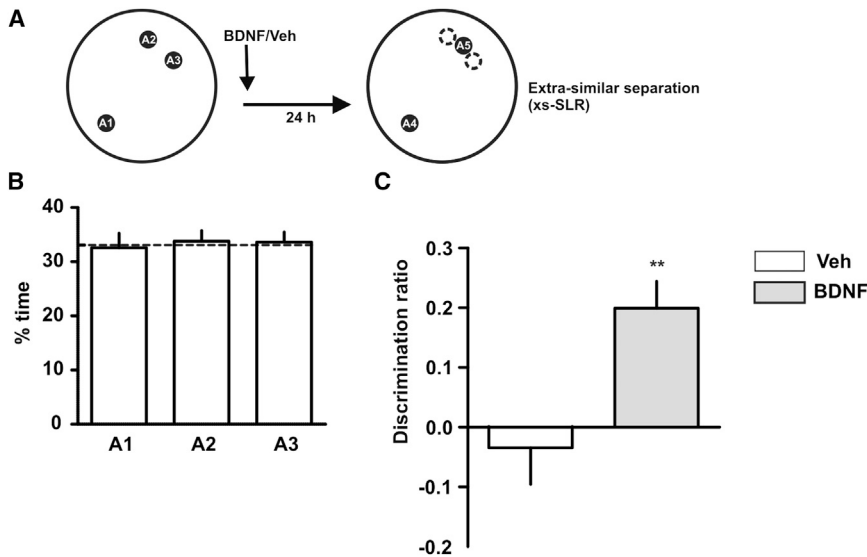 A
A2
A3
A1
BDNF/Veh
24 h
A5
A4
Extra-similar separation
(xs-SLR)
B
% time
40
30
20
10
0
A1 A2 A3
C
Discrimination ratio
0.3
0.2
0.1
0.0
-0.1
-0.2
**
Veh
BDNF